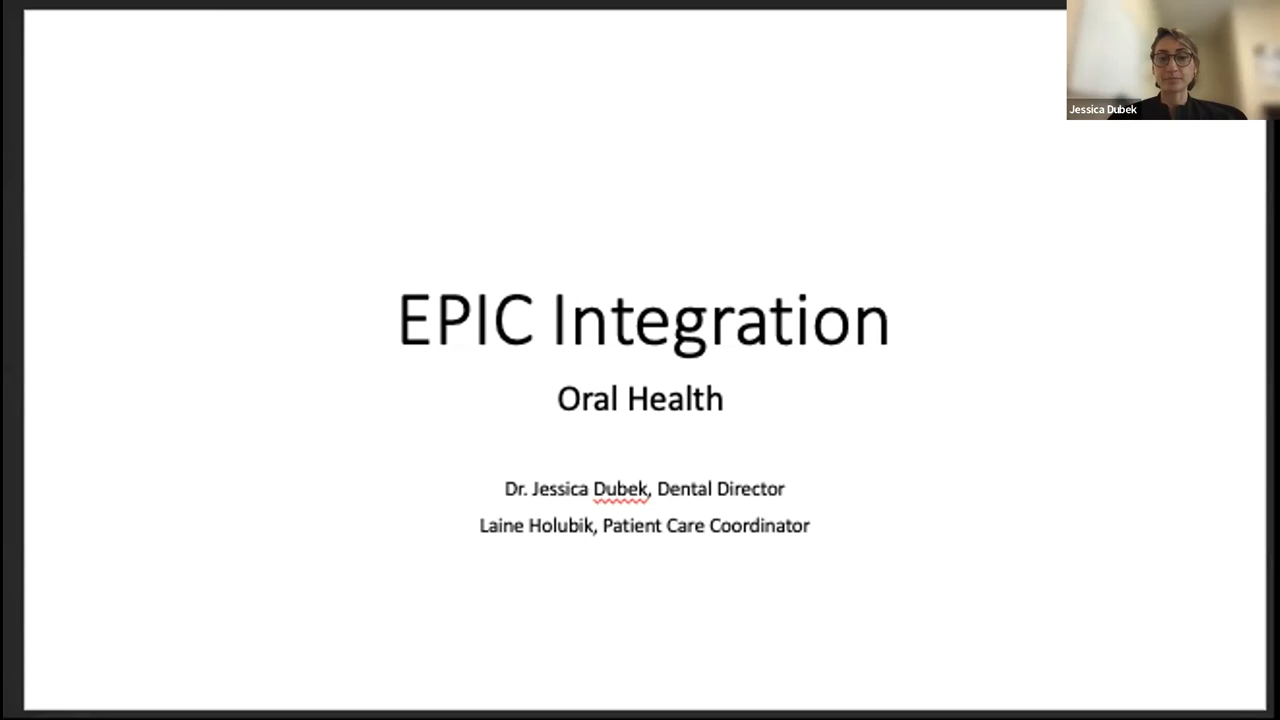 Jessica Dubek
EPIC Integration
Oral Health
Dr. Jessica Dubek, Dental Director
Laine Holubik, Patient Care Coordinator